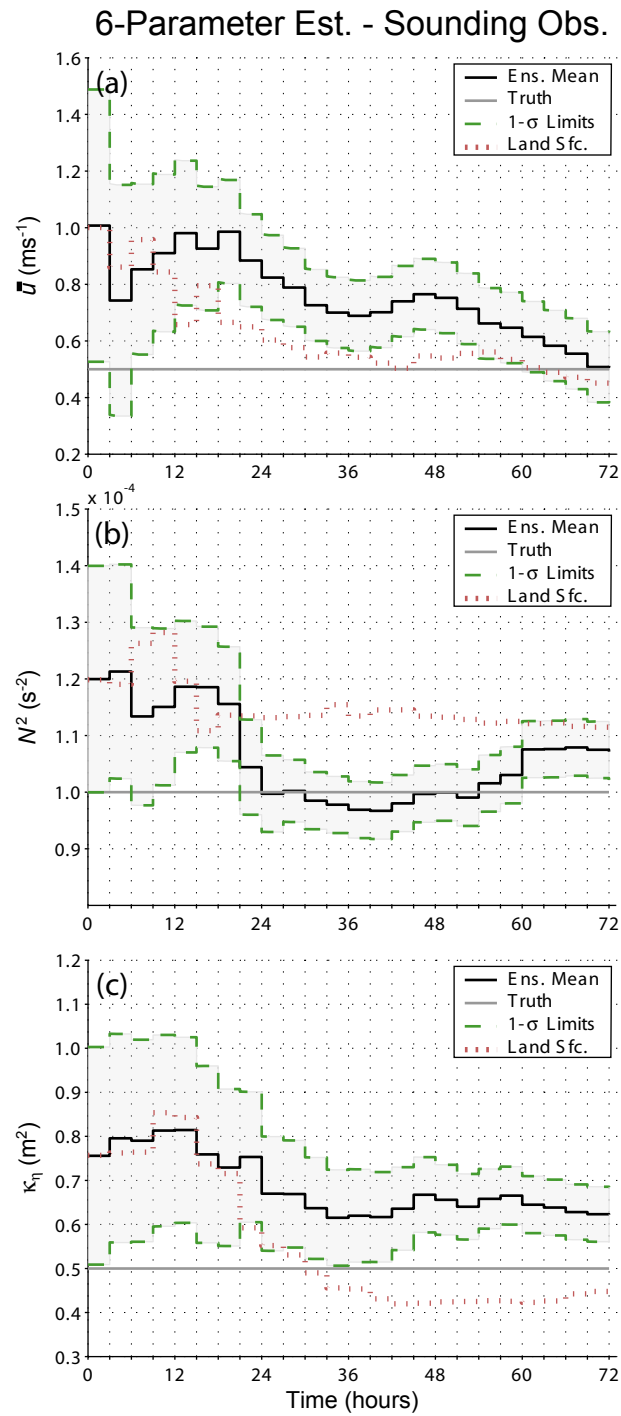 6-Parameter Est. - Sounding Obs.
(a)
Ens. Mean
Truth
1-σ Limits
Land Sfc.
1.6
1.4
1.2
1.0
0.8
0.6
0.4
0.2
ū (ms⁻¹)
0 12 24 36 48 60 72
x 10⁻⁴
(b)
Ens. Mean
Truth
1-σ Limits
Land Sfc.
1.5
1.4
1.3
1.2
1.1
1.0
0.9
N² (s⁻²)
0 12 24 36 48 60 72
(c)
Ens. Mean
Truth
1-σ Limits
Land Sfc.
1.2
1.1
1.0
0.9
0.8
0.7
0.6
0.5
0.4
0.3
κη (m²)
0 12 24 36 48 60 72
Time (hours)